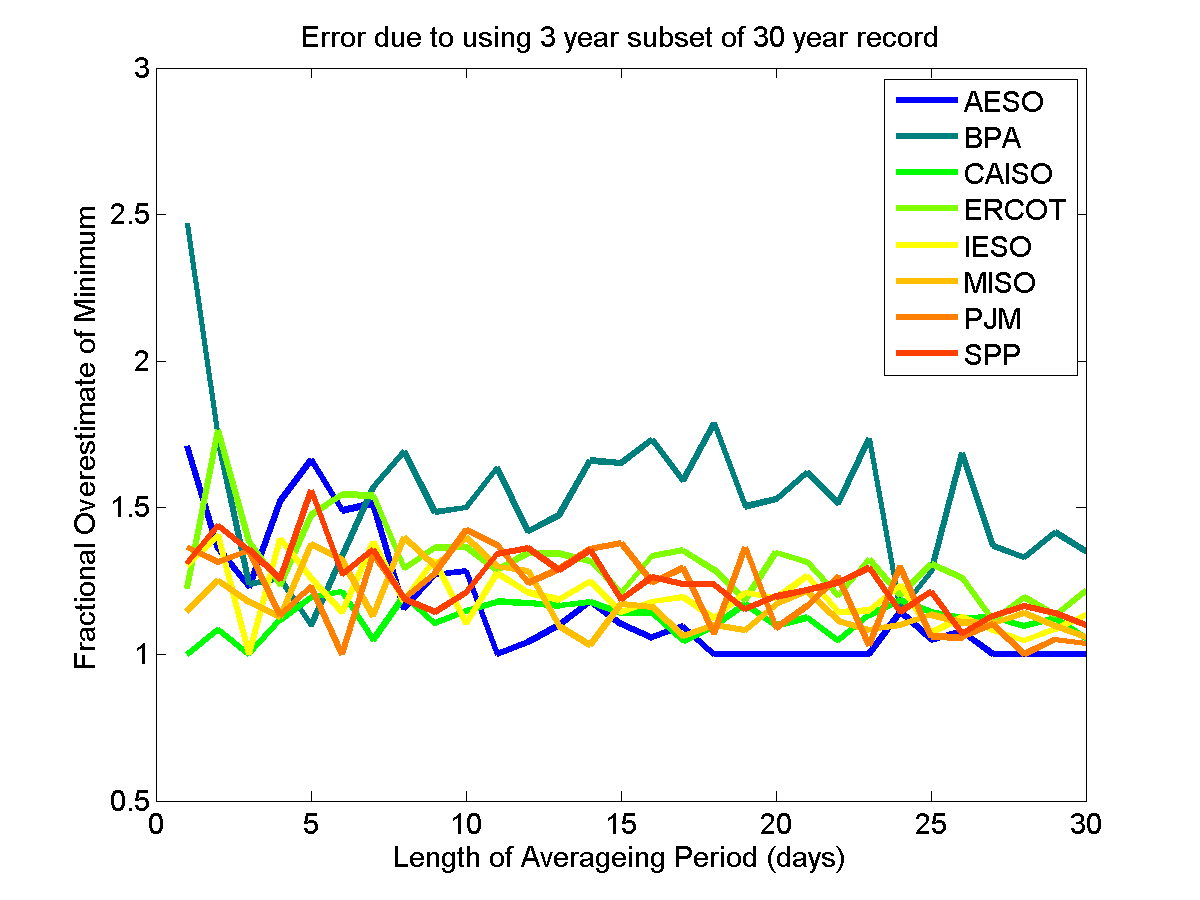 Error due to using 3 year subset of 30 year record
Fractional Overestimate of Minimum
3
2.5
2
1.5
1
0.5
AESO
BPA
CAISO
ERCOT
IESO
MISO
PJM
SPP
0 5 10 15 20 25 30
Length of Averageing Period (days)